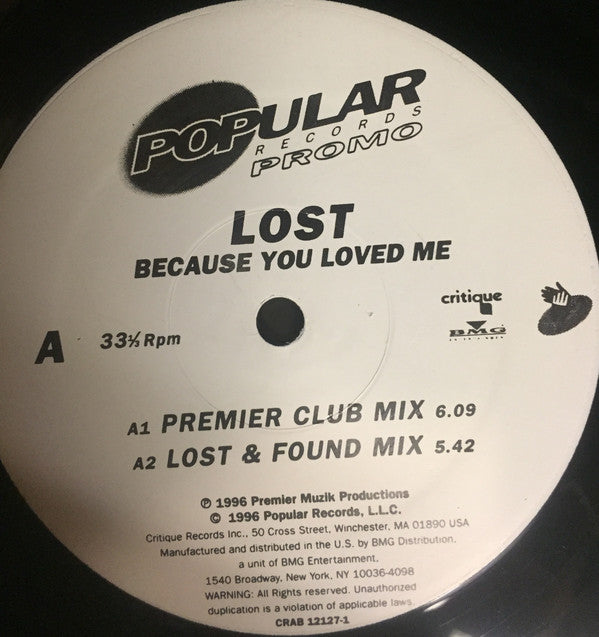 POPULAR
RECORDS
PROMO
LOST
BECAUSE YOU LOVED ME
critique
BMG
A 33⅓ Rpm
A1 PREMIER CLUB MIX 6.09
A2 LOST & FOUND MIX 5.42
℗ 1996 Premier Muzik Productions
© 1996 Popular Records, L.L.C.
Critique Records Inc., 50 Cross Street, Winchester, MA 01890 USA
Manufactured and distributed in the U.S. by BMG Distribution,
a unit of BMG Entertainment,
1540 Broadway, New York, NY 10036-4098
WARNING: All Rights reserved. Unauthorized
duplication is a violation of applicable laws.
CRAB 12127-1